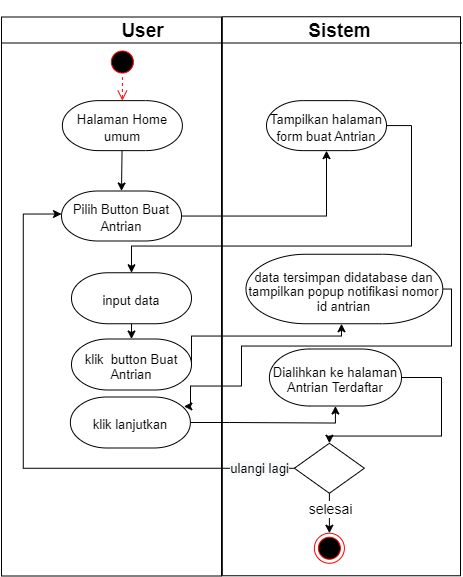 User
Sistem
Halaman Home
umum
Tampilkan halaman
form buat Antrian
Pilih Button Buat
Antrian
input data
data tersimpan didatabase dan
tampilkan popup notifikasi nomor
id antrian
klik  button Buat
Antrian
Dialihkan ke halaman
Antrian Terdaftar
klik lanjutkan
ulangi lagi
selesai